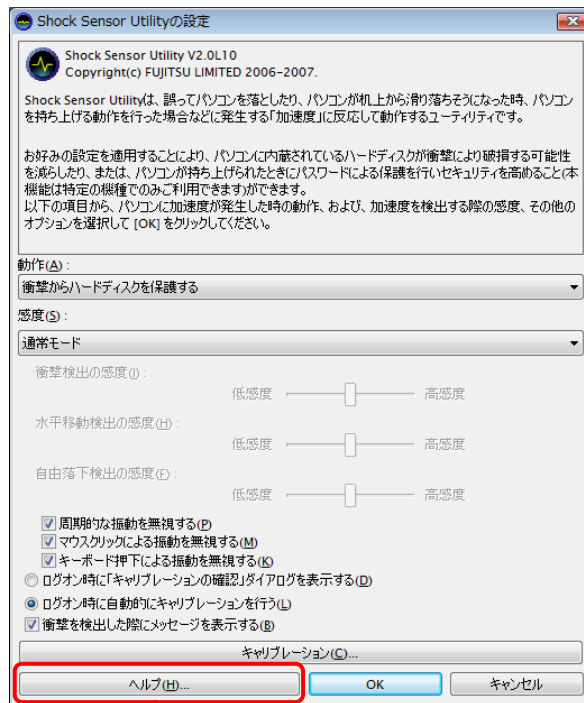 Shock Sensor Utilityの設定
Shock Sensor Utility V2.0L10
Copyright(c) FUJITSU LIMITED 2006-2007.
Shock Sensor Utilityは、誤ってパソコンを落としたり、パソコンが机上から滑り落ちそうになった時、パソコン
を持ち上げる動作を行った場合などに発生する「加速度」に反応して動作するユーティリティです。
お好みの設定を適用することにより、パソコンに内蔵されているハードディスクが衝撃により破損する可能性
を減らしたり、または、パソコンが持ち上げられたときにパスワードによる保護を行いセキュリティを高めること(本
機能は特定の機種でのみご利用できます)ができます。
以下の項目から、パソコンに加速度が発生した時の動作、および、加速度を検出する際の感度、その他の
オプションを選択して [OK] をクリックしてください。
動作(A) :
衝撃からハードディスクを保護する
感度(S) :
通常モード
衝撃検出の感度(I) :
低感度 高感度
水平移動検出の感度(H) :
低感度 高感度
自由落下検出の感度(F) :
低感度 高感度
周期的な振動を無視する(P)
マウスクリックによる振動を無視する(M)
キーボード押下による振動を無視する(K)
ログオン時に「キャリブレーションの確認」ダイアログを表示する(D)
ログオン時に自動的にキャリブレーションを行う(L)
衝撃を検出した際にメッセージを表示する(B)
キャリブレーション(C)...
ヘルプ(H)... OK キャンセル